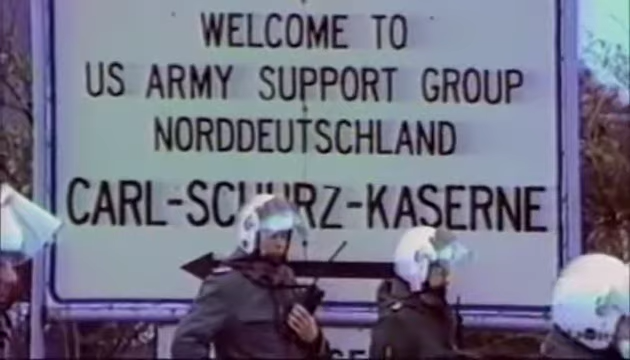 WELCOME TO
US ARMY SUPPORT GROUP
NORDDEUTSCHLAND
CARL-SCHURZ-KASERNE